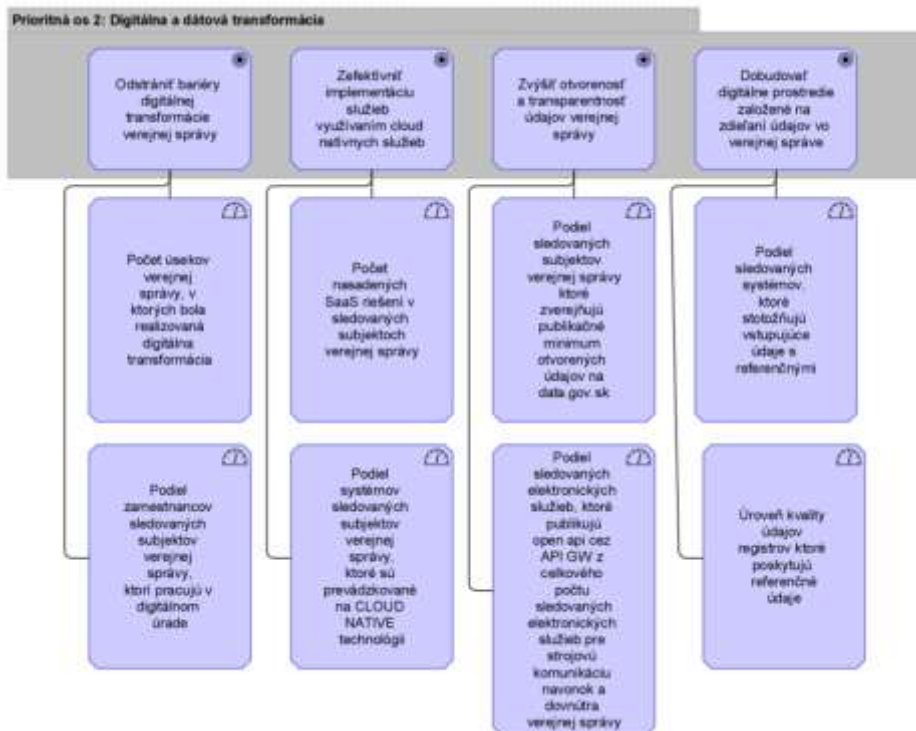 Prioritná os 2: Digitálna a dátová transformácia
Odstrániť bariéry
digitálnej
transformácie
verejnej správy
Zefektívniť
implementáciu
služieb
využívaním cloud
natívnych služieb
Zvýšiť otvorenosť
a transparentnosť
údajov verejnej
správy
Dobudovať
digitálne prostredie
založené na
zdieľaní údajov vo
verejnej správe
Počet úsekov
verejnej
správy, v
ktorých bola
realizovaná
digitálna
transformácia
Počet
nasadených
SaaS riešení v
sledovaných
subjektoch
verejnej správy
Podiel
sledovaných
subjektov
verejnej správy
ktoré
zverejňujú
publikačné
minimum
otvorených
údajov na
data.gov.sk
Podiel
sledovaných
systémov,
ktoré
stotožňujú
vstupujúce
údaje s
referenčnými
Podiel
zamestnancov
sledovaných
subjektov
verejnej
správy,
ktorí pracujú v
digitálnom
úrade
Podiel
systémov
sledovaných
subjektov
verejnej
správy,
ktoré sú
prevádzkované
na CLOUD
NATIVE
technológii
Podiel
sledovaných
elektronických
služieb, ktoré
publikujú
open api cez
API GW z
celkového
počtu
sledovaných
elektronických
služieb pre
strojovú
komunikáciu
navonok a
dovnútra
verejnej správy
Úroveň kvality
údajov
registrov ktoré
poskytujú
referenčné
údaje